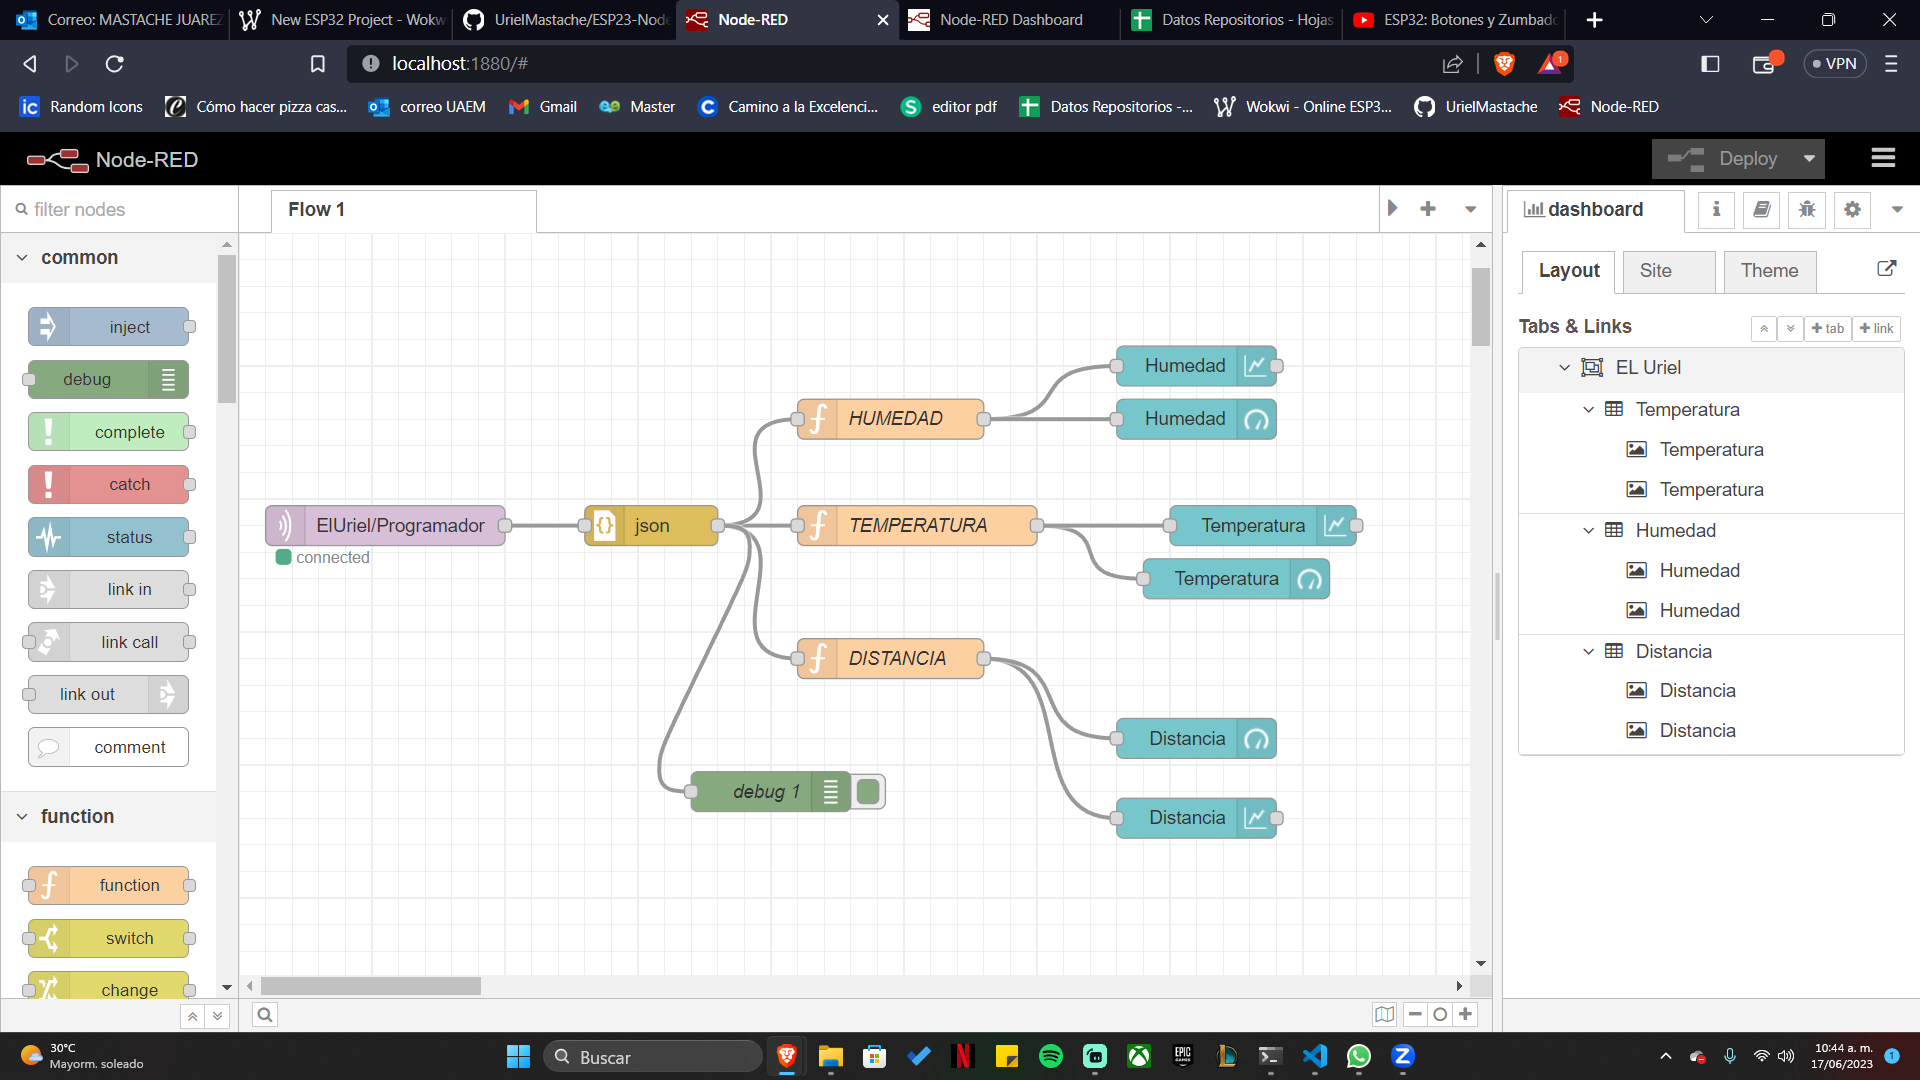 Correo: MASTACHE JUAREZ
New ESP32 Project - Wokw
UrielMastache/ESP23-Node
Node-RED
Node-RED Dashboard
Datos Repositorios - Hojas
ESP32: Botones y Zumbado
localhost:1880/#
1
VPN
Random Icons
Cómo hacer pizza cas...
correo UAEM
Gmail
Master
Camino a la Excelenci...
editor pdf
Datos Repositorios -...
Wokwi - Online ESP3...
UrielMastache
Node-RED
Node-RED
Deploy
filter nodes
Flow 1
dashboard
common
inject
debug
complete
catch
status
link in
link call
link out
comment
function
function
switch
change
ElUriel/Programador
connected
json
HUMEDAD
TEMPERATURA
DISTANCIA
debug 1
Humedad
Humedad
Temperatura
Temperatura
Distancia
Distancia
Layout
Site
Theme
Tabs & Links
tab
link
EL Uriel
Temperatura
Temperatura
Temperatura
Humedad
Humedad
Humedad
Distancia
Distancia
Distancia
30°C
Mayorm. soleado
Buscar
EPIC GAMES
10:44 a. m.
17/06/2023
1